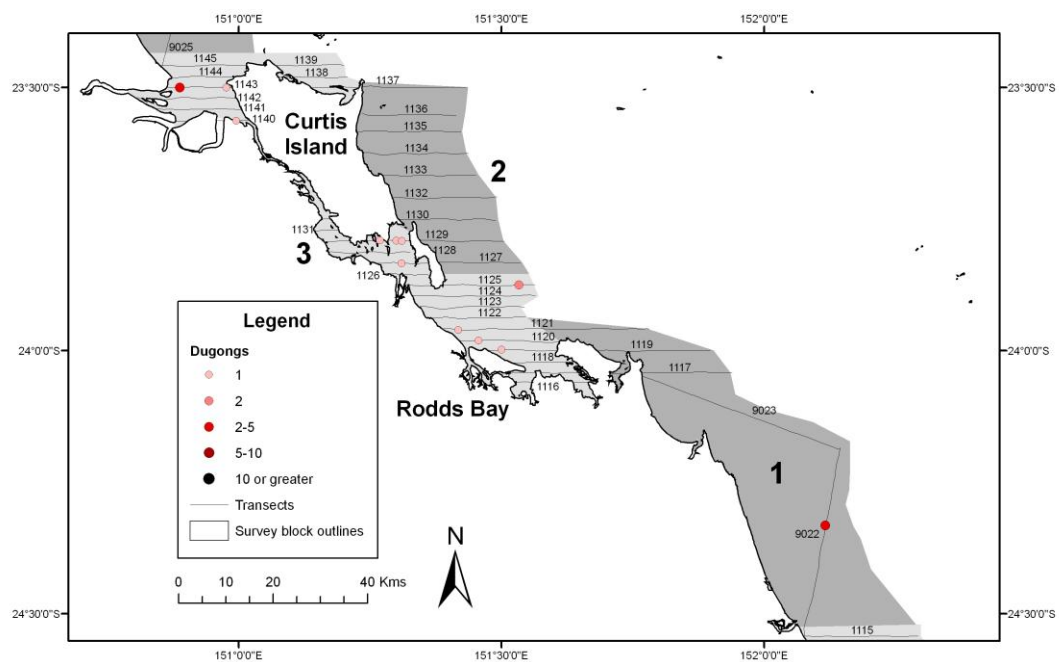 151°0'0"E
151°30'0"E
152°0'0"E
9025
1145
1139
1144
1138
1137
23°30'0"S
23°30'0"S
1143
1142
1141
1140
1136
Curtis
Island
1135
1134
1133
2
1132
1130
1131
1129
3
1128
1127
1126
1125
1124
1123
1122
1121
1120
1119
24°0'0"S
24°0'0"S
1118
1117
1116
Rodds Bay
9023
1
9022
Legend
Dugongs
1
2
2-5
5-10
10 or greater
Transects
Survey block outlines
N
0 10 20 40 Kms
24°30'0"S
24°30'0"S
1115
151°0'0"E
151°30'0"E
152°0'0"E